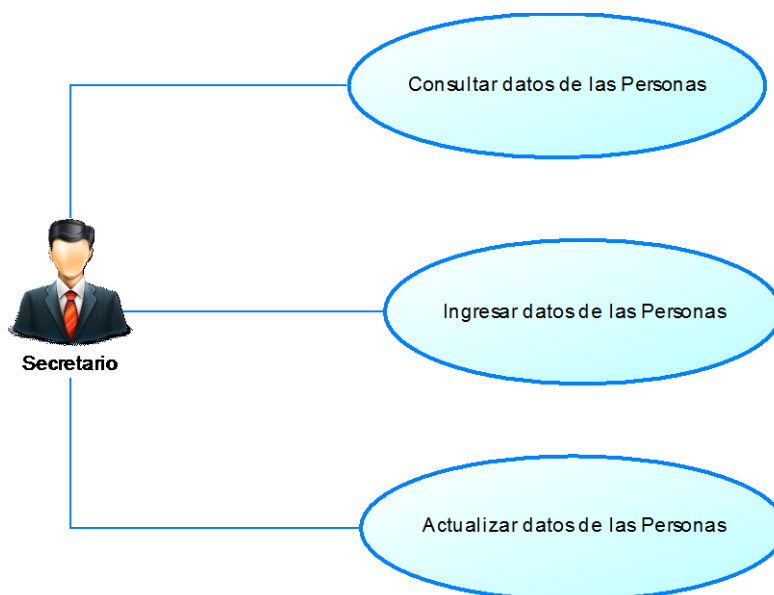 Consultar datos de las Personas
Ingresar datos de las Personas
Secretario
Actualizar datos de las Personas